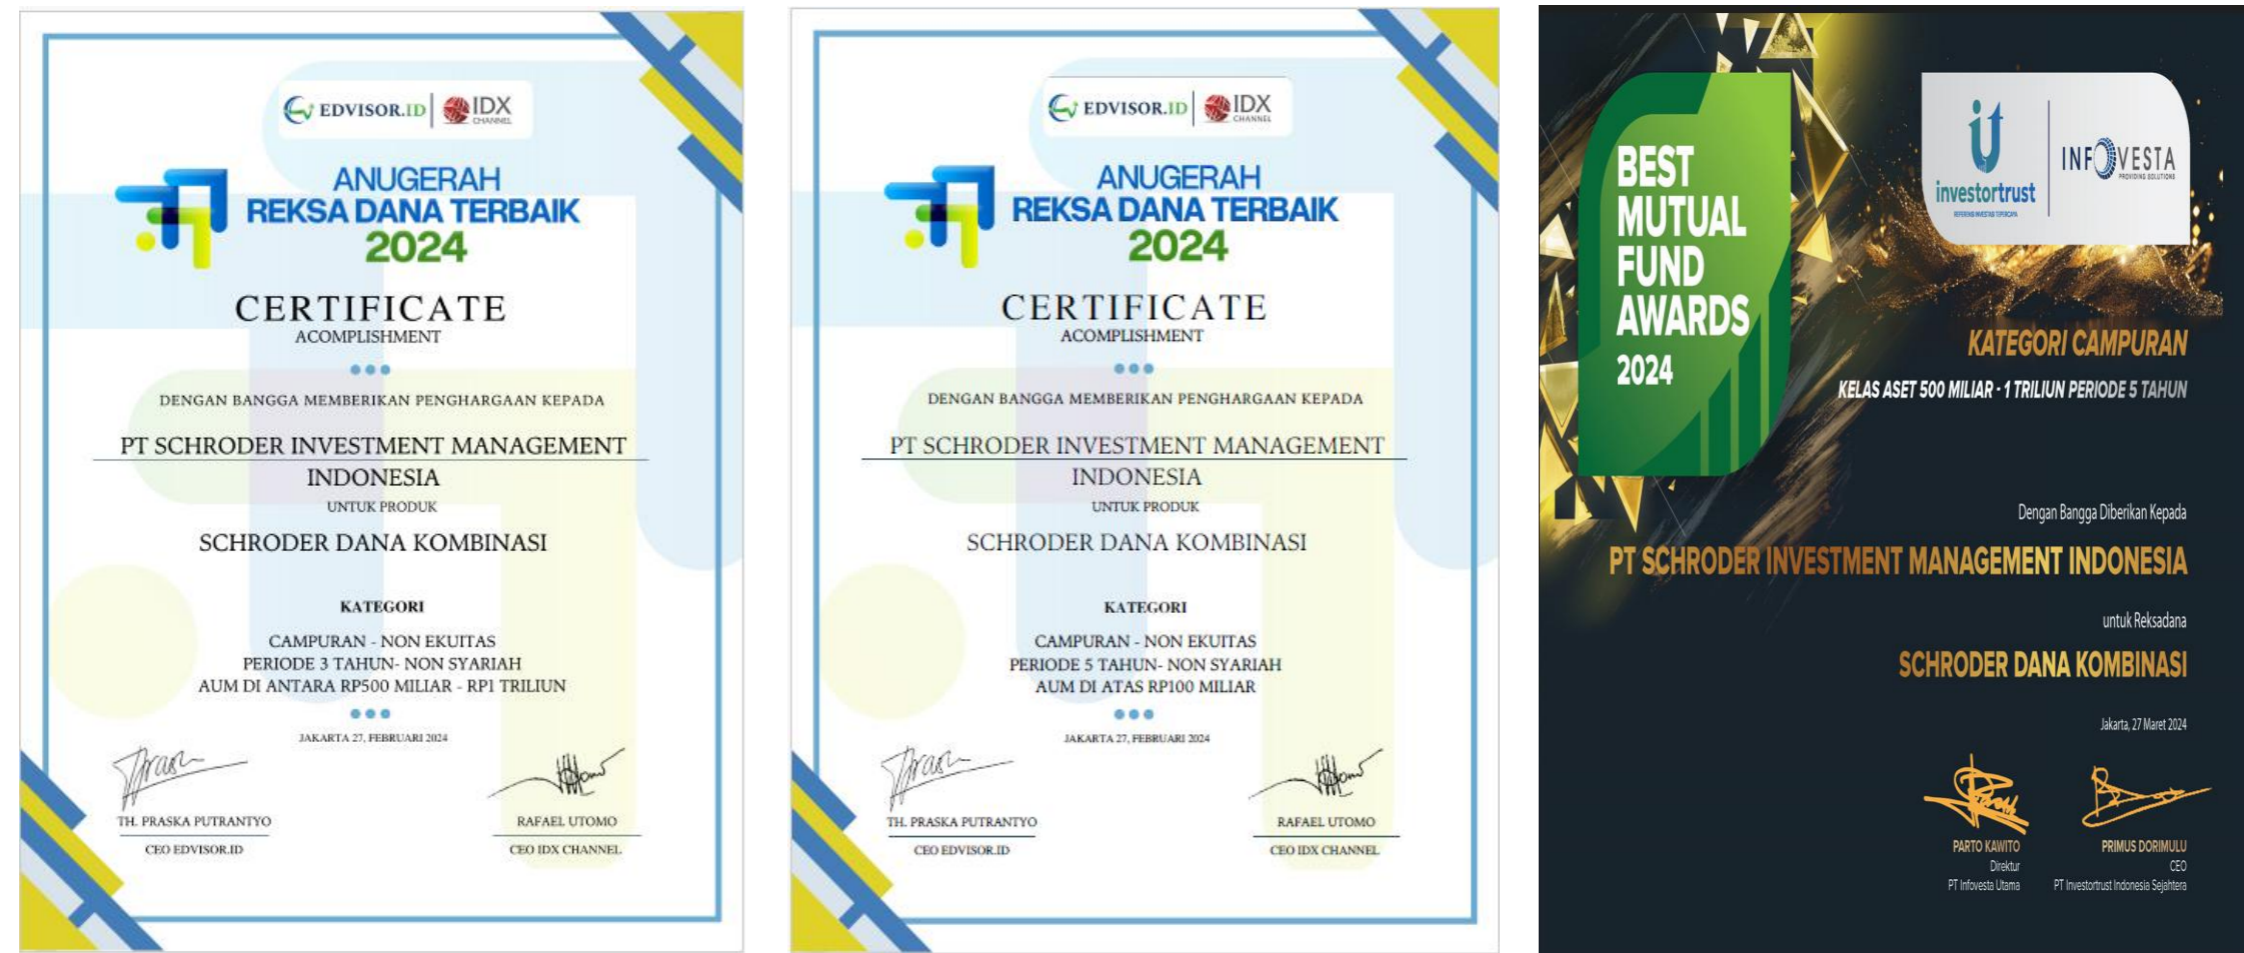 EDVISOR.ID
IDX
CHANNEL
ANUGERAH
REKSA DANA TERBAIK
2024
CERTIFICATE
ACOMPLISHMENT
DENGAN BANGGA MEMBERIKAN PENGHARGAAN KEPADA
PT SCHRODER INVESTMENT MANAGEMENT
INDONESIA
UNTUK PRODUK
SCHRODER DANA KOMBINASI
KATEGORI
CAMPURAN - NON EKUITAS
PERIODE 3 TAHUN- NON SYARIAH
AUM DI ANTARA RP500 MILIAR - RP1 TRILIUN
JAKARTA 27, FEBRUARI 2024
TH. PRASKA PUTRANTYO
CEO EDVISOR.ID
RAFAEL UTOMO
CEO IDX CHANNEL
EDVISOR.ID
IDX
CHANNEL
ANUGERAH
REKSA DANA TERBAIK
2024
CERTIFICATE
ACOMPLISHMENT
DENGAN BANGGA MEMBERIKAN PENGHARGAAN KEPADA
PT SCHRODER INVESTMENT MANAGEMENT
INDONESIA
UNTUK PRODUK
SCHRODER DANA KOMBINASI
KATEGORI
CAMPURAN - NON EKUITAS
PERIODE 5 TAHUN- NON SYARIAH
AUM DI ATAS RP100 MILIAR
JAKARTA 27, FEBRUARI 2024
TH. PRASKA PUTRANTYO
CEO EDVISOR.ID
RAFAEL UTOMO
CEO IDX CHANNEL
BEST
MUTUAL
FUND
AWARDS
2024
investortrust
REFERENSI INVESTASI TEPERCAYA
INFOVESTA
PROVIDING SOLUTIONS
KATEGORI CAMPURAN
KELAS ASET 500 MILIAR - 1 TRILIUN PERIODE 5 TAHUN
Dengan Bangga Diberikan Kepada
PT SCHRODER INVESTMENT MANAGEMENT INDONESIA
untuk Reksadana
SCHRODER DANA KOMBINASI
Jakarta, 27 Maret 2024
PARTO KAWITO
Direktur
PT Infovesta Utama
PRIMUS DORIMULU
CEO
PT Investortrust Indonesia Sejahtera